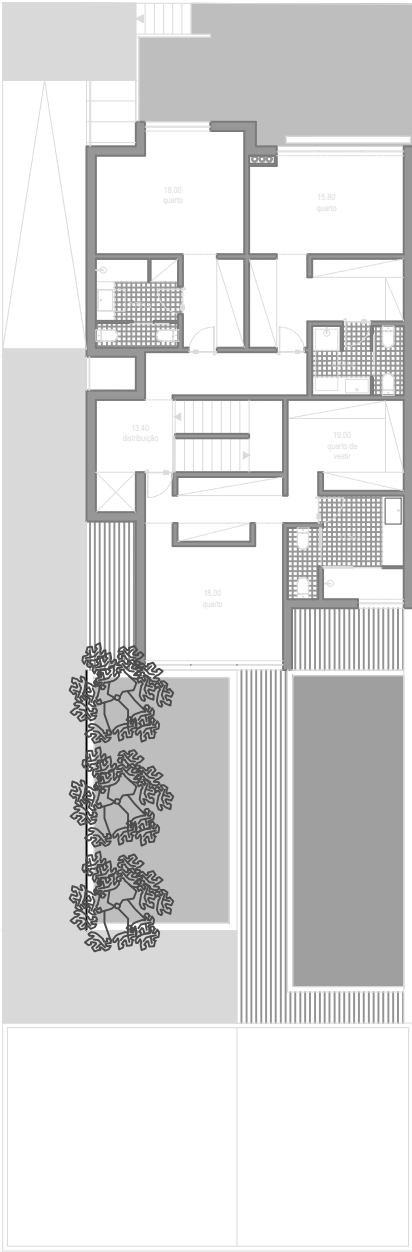 18.00
quarto
15.80
quarto
13.40
distribuição
19.00
quarto de
vestir
18.00
quarto